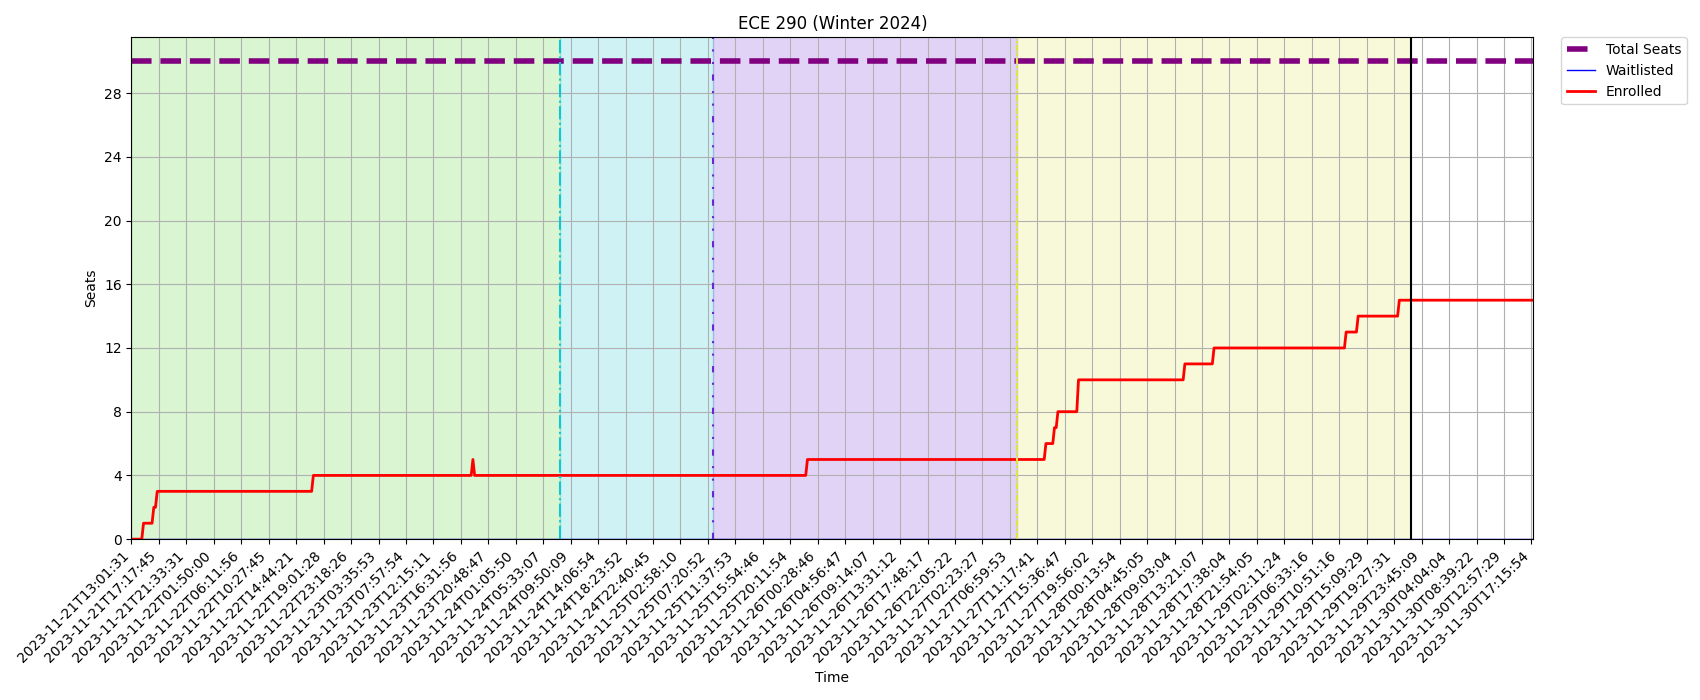 ECE 290 (Winter 2024)
Total Seats
Waitlisted
Enrolled
Seats
28
24
20
16
12
8
4
0
2023-11-21T13:01:31
2023-11-21T17:17:45
2023-11-21T21:33:31
2023-11-22T01:50:00
2023-11-22T06:11:56
2023-11-22T10:27:45
2023-11-22T14:44:21
2023-11-22T19:01:28
2023-11-22T23:18:26
2023-11-23T03:35:53
2023-11-23T07:57:54
2023-11-23T12:15:11
2023-11-23T16:31:56
2023-11-23T20:48:47
2023-11-24T01:05:50
2023-11-24T05:33:07
2023-11-24T09:50:09
2023-11-24T14:06:54
2023-11-24T18:23:52
2023-11-24T22:40:45
2023-11-25T02:58:10
2023-11-25T07:20:52
2023-11-25T11:37:53
2023-11-25T15:54:46
2023-11-25T20:11:54
2023-11-26T00:28:46
2023-11-26T04:56:47
2023-11-26T09:14:07
2023-11-26T13:31:12
2023-11-26T17:48:17
2023-11-26T22:05:22
2023-11-27T02:23:27
2023-11-27T06:59:53
2023-11-27T11:17:41
2023-11-27T15:36:47
2023-11-27T19:56:02
2023-11-28T00:13:54
2023-11-28T04:45:05
2023-11-28T09:03:04
2023-11-28T13:21:07
2023-11-28T17:38:04
2023-11-28T21:54:05
2023-11-29T02:11:24
2023-11-29T06:33:16
2023-11-29T10:51:16
2023-11-29T15:09:29
2023-11-29T19:27:31
2023-11-29T23:45:09
2023-11-30T04:04:04
2023-11-30T08:39:22
2023-11-30T12:57:29
2023-11-30T17:15:54
Time